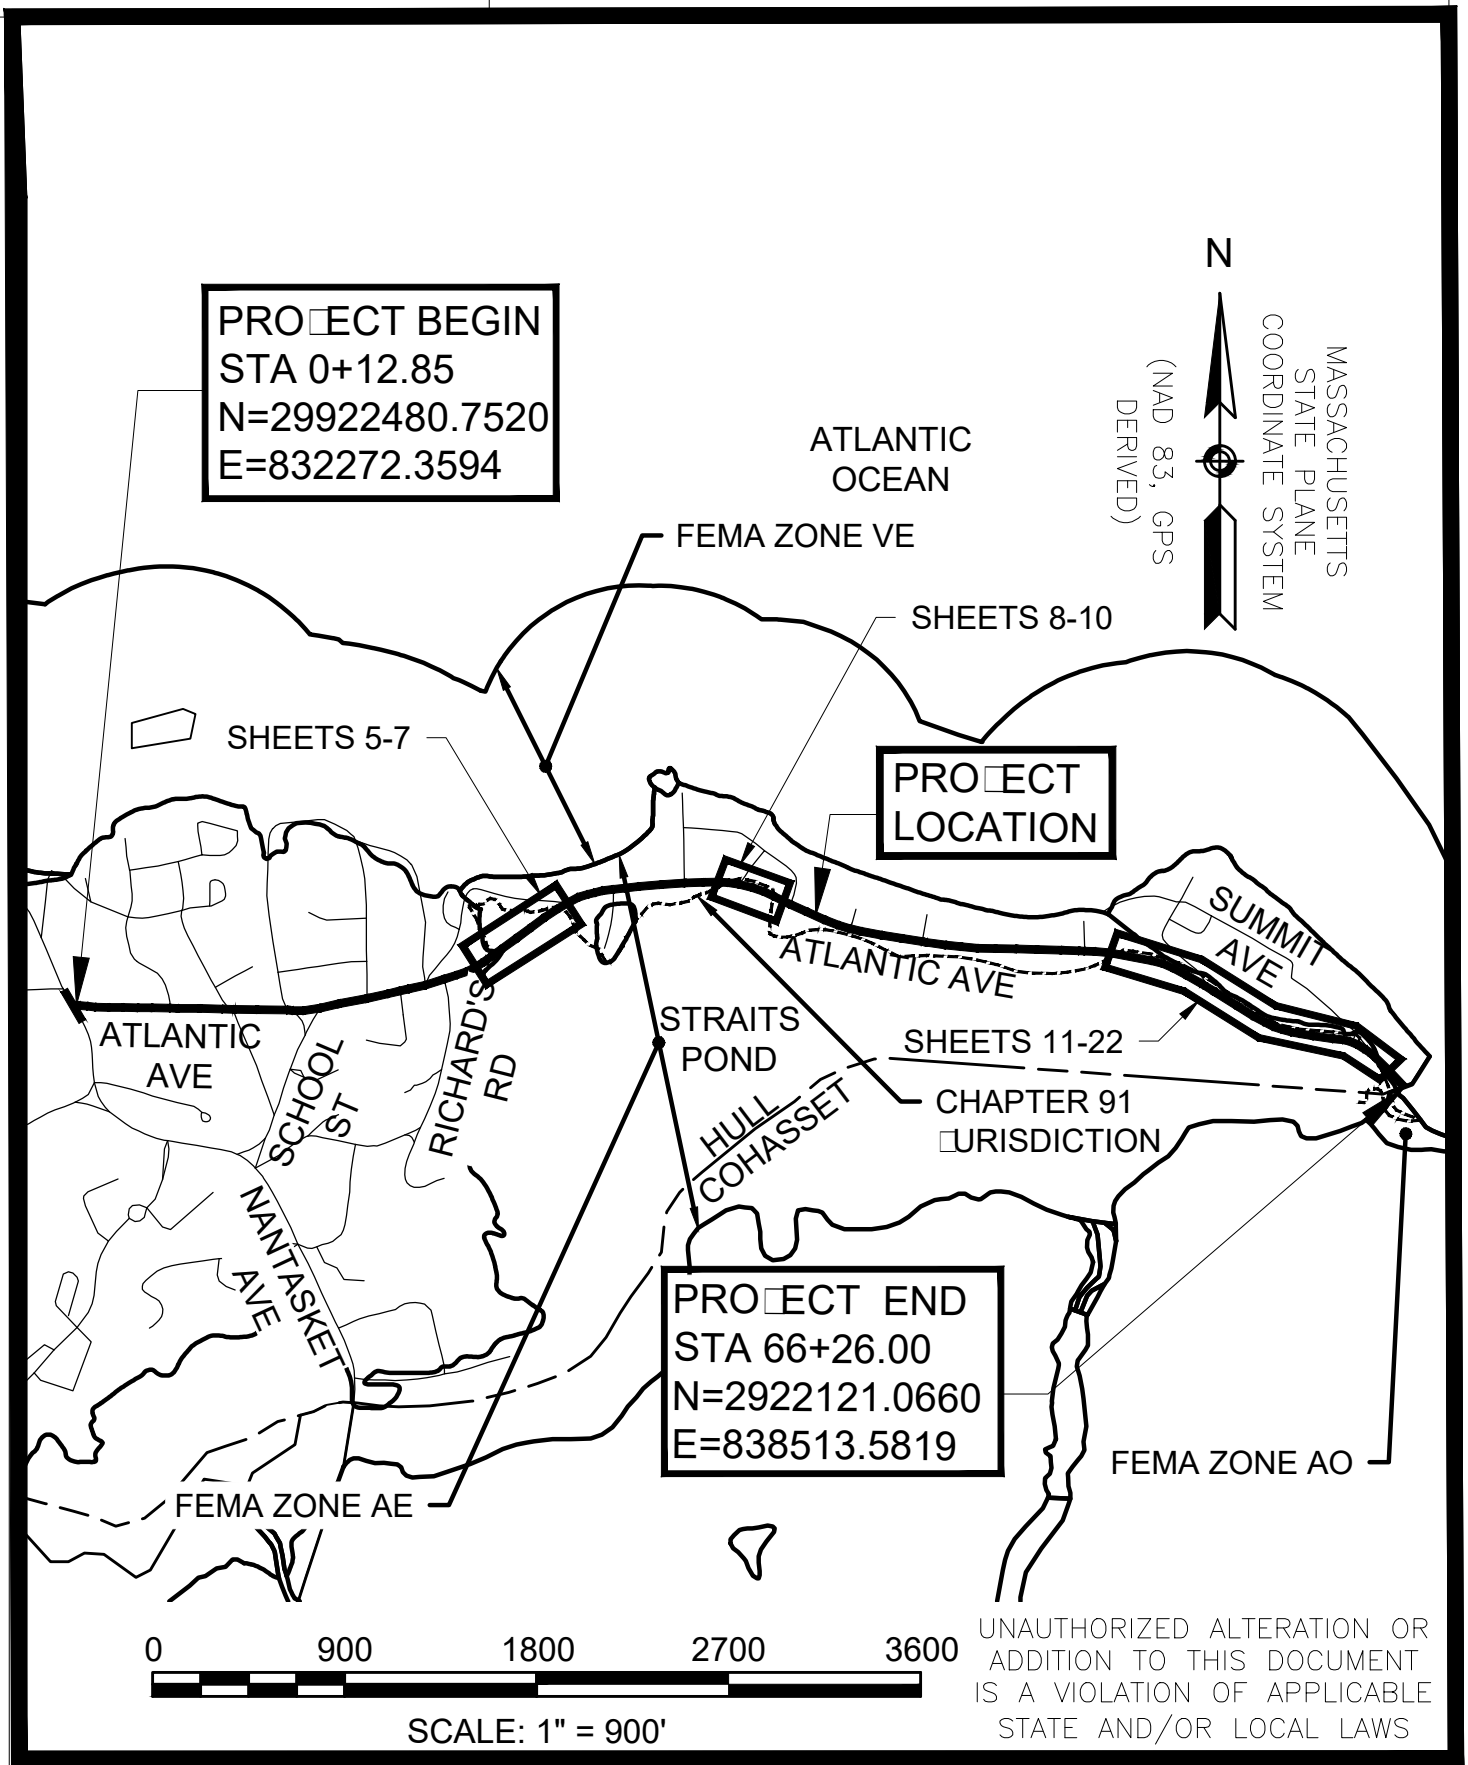 N
MASSACHUSETTS
STATE PLANE
COORDINATE SYSTEM
(NAD 83, GPS
DERIVED)
PRO□ECT BEGIN
STA 0+12.85
N=29922480.7520
E=832272.3594
ATLANTIC
OCEAN
FEMA ZONE VE
SHEETS 8-10
SHEETS 5-7
PRO□ECT
LOCATION
SUMMIT
AVE
ATLANTIC AVE
ATLANTIC
AVE
STRAITS
POND
SHEETS 11-22
SCHOOL
ST
RICHARD'S
RD
HULL
COHASSET
CHAPTER 91
□URISDICTION
NANTASKET
AVE
PRO□ECT END
STA 66+26.00
N=2922121.0660
E=838513.5819
FEMA ZONE AO
FEMA ZONE AE
0 900 1800 2700 3600
SCALE: 1" = 900'
UNAUTHORIZED ALTERATION OR
ADDITION TO THIS DOCUMENT
IS A VIOLATION OF APPLICABLE
STATE AND/OR LOCAL LAWS